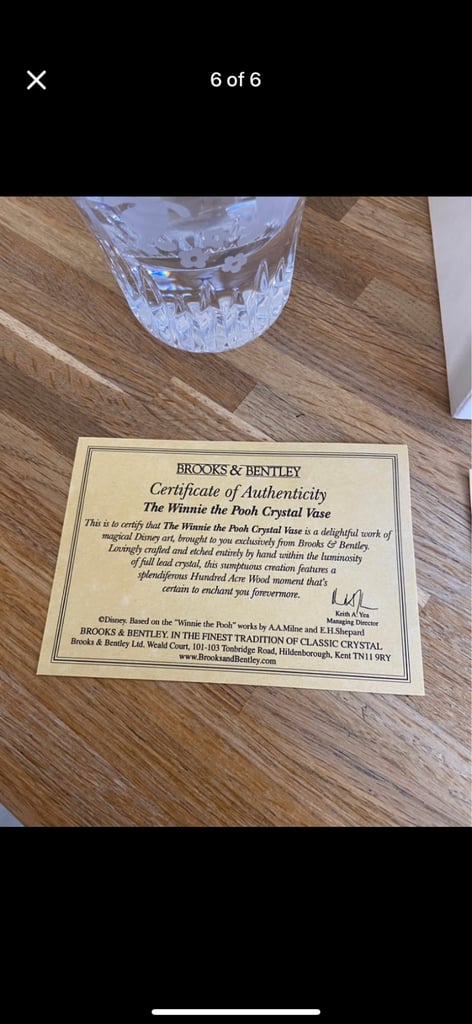 6 of 6
BROOKS & BENTLEY
Certificate of Authenticity
The Winnie the Pooh Crystal Vase
This is to certify that The Winnie the Pooh Crystal Vase is a delightful work of
magical Disney art, brought to you exclusively from Brooks & Bentley.
Lovingly crafted and etched entirely by hand within the luminosity
of full lead crystal, this sumptuous creation features a
splendiferous Hundred Acre Wood moment that's
certain to enchant you forevermore.
Keith A. Yea
Managing Director
©Disney. Based on the "Winnie the Pooh" works by A.A.Milne and E.H.Shepard
BROOKS & BENTLEY. IN THE FINEST TRADITION OF CLASSIC CRYSTAL
Brooks & Bentley Ltd, Weald Court, 101-103 Tonbridge Road, Hildenborough, Kent TN11 9RY
www.BrooksandBentley.com